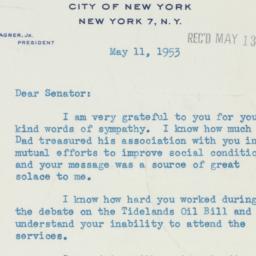 CITY OF NEW YORK
NEW YORK 7, N.Y.
AGNER, JR.
PRESIDENT
REC'D MAY 13
May 11, 1953
Dear Senator:
I am very grateful to you for you
kind words of sympathy. I know how much
Dad treasured his association with you in
mutual efforts to improve social conditio
and your message was a source of great
solace to me.
I know how hard you worked during
the debate on the Tidelands Oil Bill and
understand your inability to attend the
services.